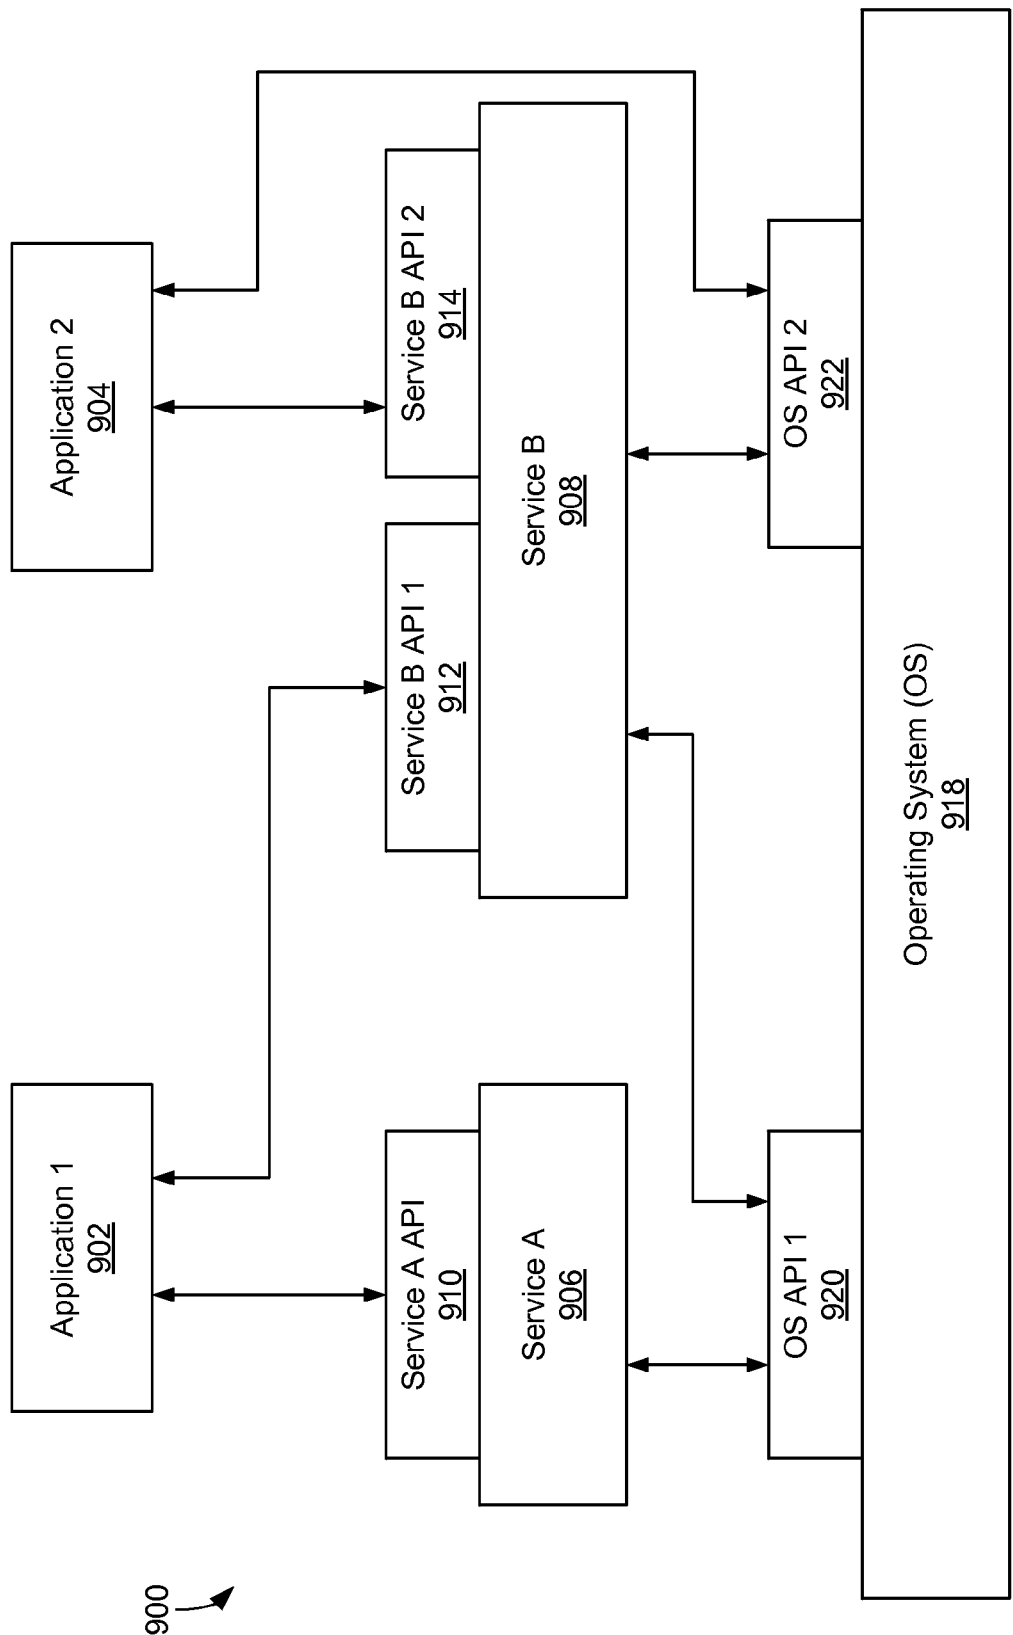 900
Application 1
902
Application 2
904
Service A API
910
Service B API 1
912
Service B API 2
914
Service A
906
Service B
908
OS API 1
920
OS API 2
922
Operating System (OS)
918